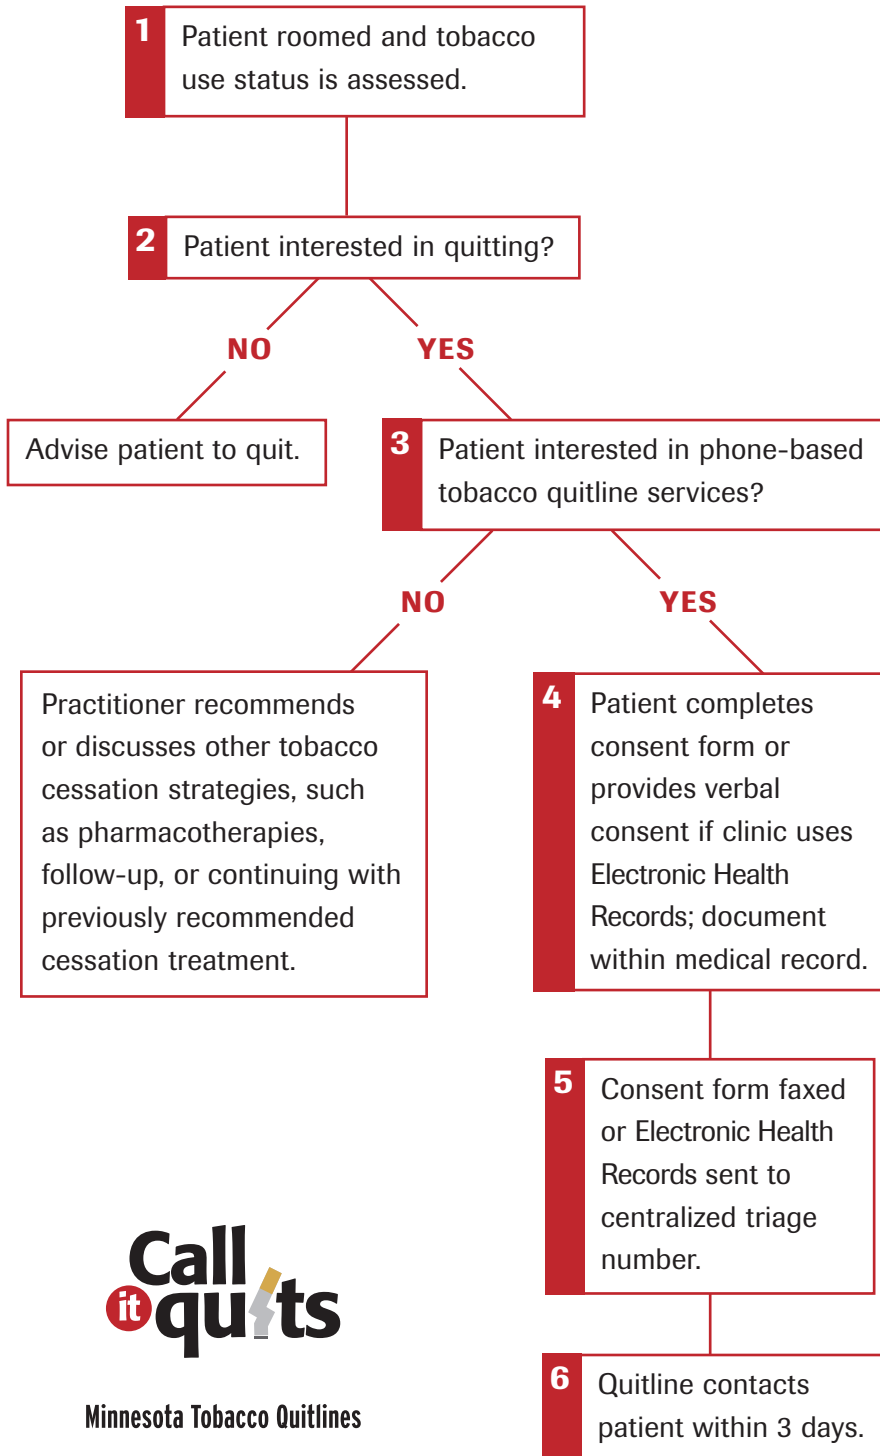 1 Patient roomed and tobacco
use status is assessed.
2 Patient interested in quitting?
NO
YES
Advise patient to quit.
3 Patient interested in phone-based
tobacco quitline services?
NO
YES
Practitioner recommends
or discusses other tobacco
cessation strategies, such
as pharmacotherapies,
follow-up, or continuing with
previously recommended
cessation treatment.
4 Patient completes
consent form or
provides verbal
consent if clinic uses
Electronic Health
Records; document
within medical record.
5 Consent form faxed
or Electronic Health
Records sent to
centralized triage
number.
6 Quitline contacts
patient within 3 days.
Call
it quits
Minnesota Tobacco Quitlines